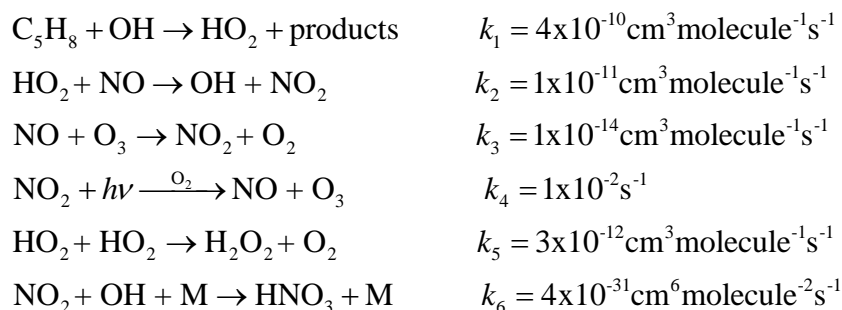 C₅H₈ + OH → HO₂ + products k₁ = 4x10⁻¹⁰cm³molecule⁻¹s⁻¹
HO₂ + NO → OH + NO₂ k₂ = 1x10⁻¹¹cm³molecule⁻¹s⁻¹
NO + O₃ → NO₂ + O₂ k₃ = 1x10⁻¹⁴cm³molecule⁻¹s⁻¹
NO₂ + hν —O₂→ NO + O₃ k₄ = 1x10⁻²s⁻¹
HO₂ + HO₂ → H₂O₂ + O₂ k₅ = 3x10⁻¹²cm³molecule⁻¹s⁻¹
NO₂ + OH + M → HNO₃ + M k₆ = 4x10⁻³¹cm⁶molecule⁻²s⁻¹